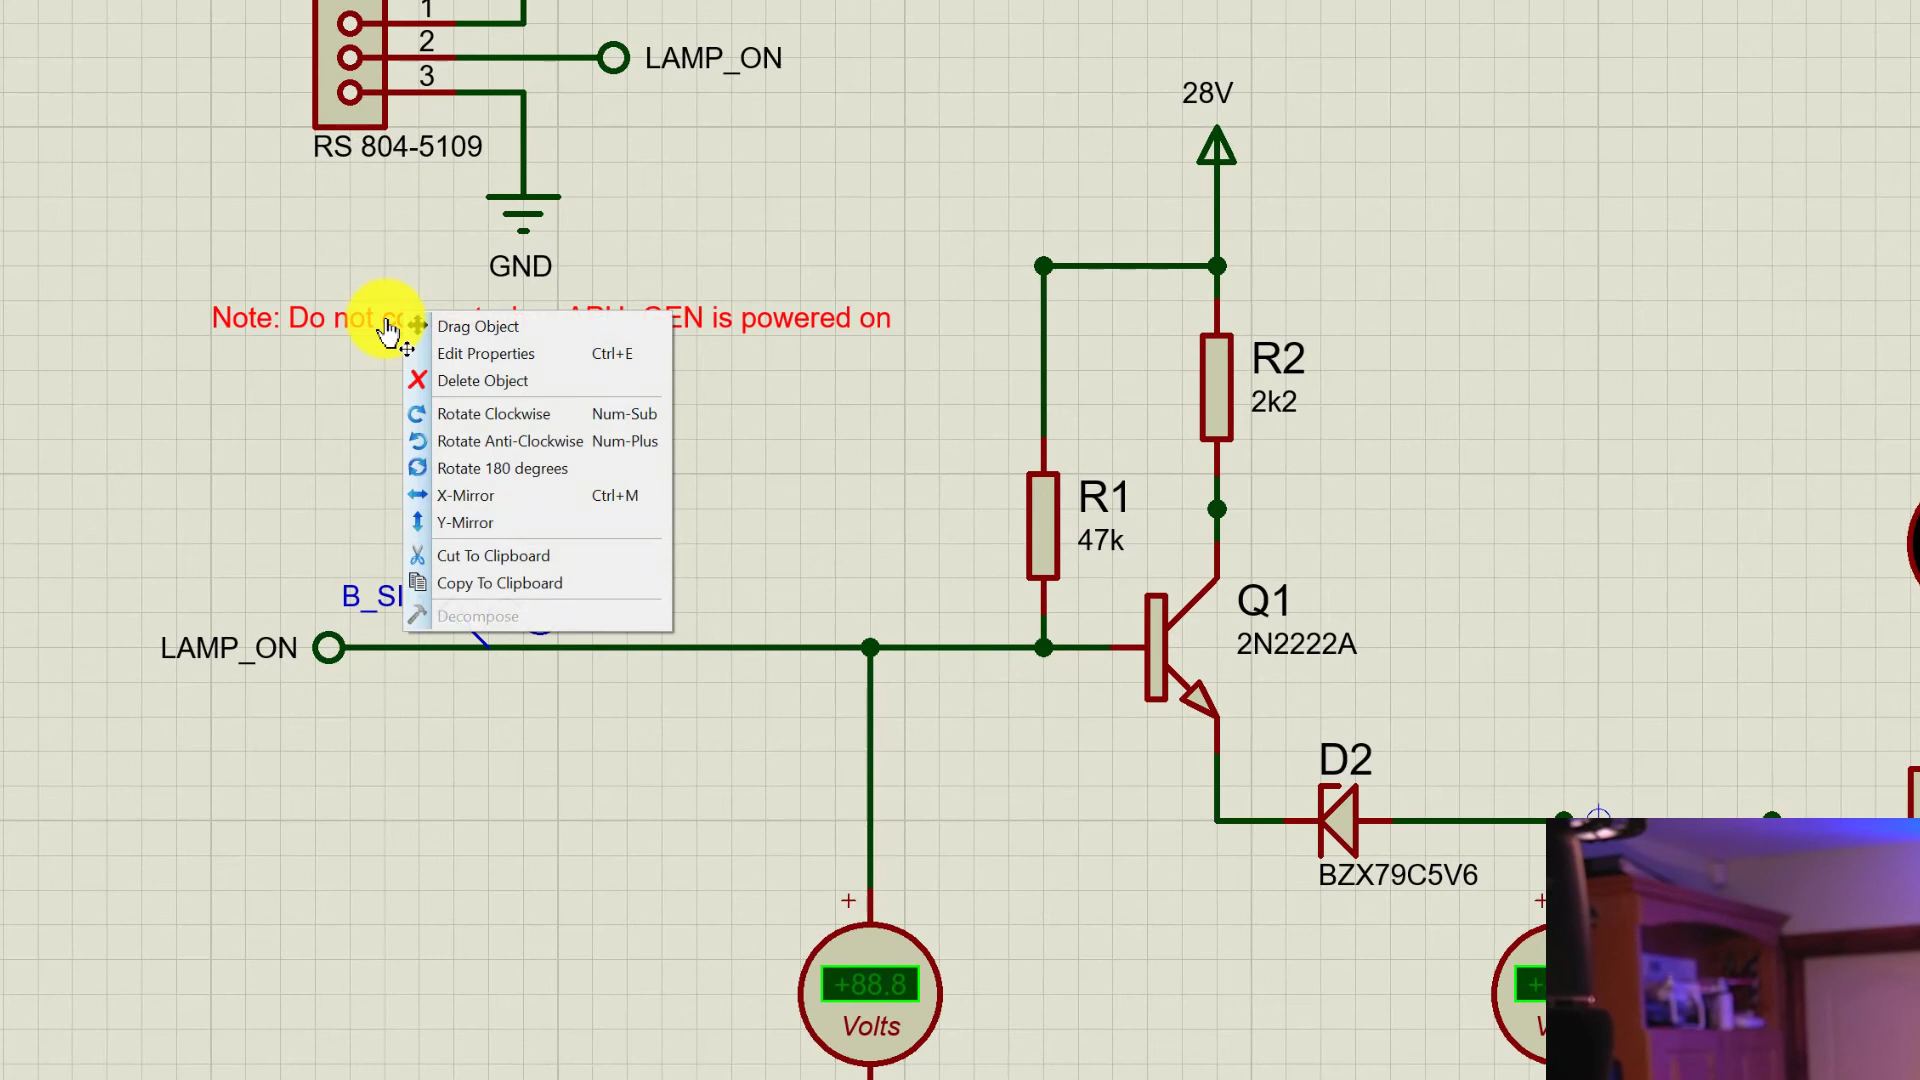 1
2
LAMP_ON
3
28V
RS 804-5109
GND
Note: Do not GEN is powered on
Drag Object
Edit Properties Ctrl+E
Delete Object
Rotate Clockwise Num-Sub
Rotate Anti-Clockwise Num-Plus
Rotate 180 degrees
X-Mirror Ctrl+M
Y-Mirror
Cut To Clipboard
Copy To Clipboard
Decompose
R2
2k2
R1
47k
B_SI
LAMP_ON
Q1
2N2222A
D2
BZX79C5V6
+
+88.8
Volts
+
+